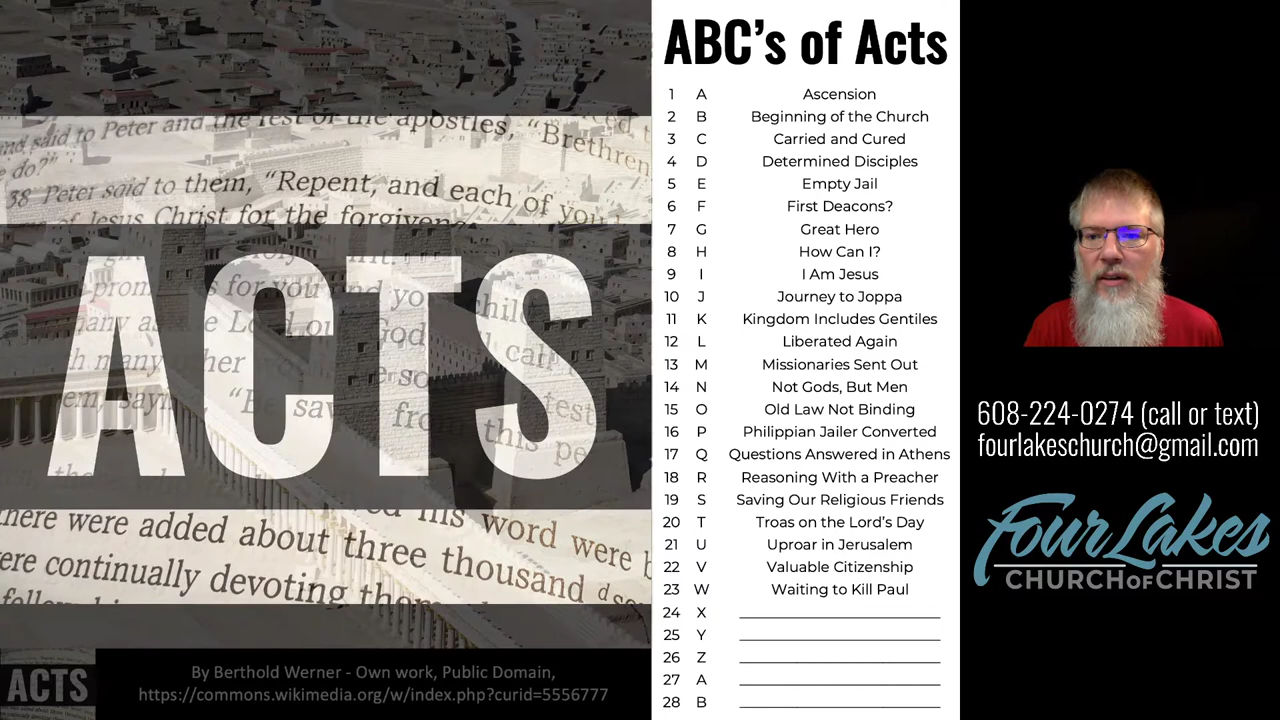 and said to Peter and the rest of the apostles, "Brethren,
do?"
38 Peter said to them, "Repent, and each of you
of Jesus Christ for the forgiven
ACTS
there were added about three thousand
were continually devoting them
ACTS
By Berthold Werner - Own work, Public Domain,
https://commons.wikimedia.org/w/index.php?curid=5556777
ABC's of Acts
1 A Ascension
2 B Beginning of the Church
3 C Carried and Cured
4 D Determined Disciples
5 E Empty Jail
6 F First Deacons?
7 G Great Hero
8 H How Can I?
9 I I Am Jesus
10 J Journey to Joppa
11 K Kingdom Includes Gentiles
12 L Liberated Again
13 M Missionaries Sent Out
14 N Not Gods, But Men
15 O Old Law Not Binding
16 P Philippian Jailer Converted
17 Q Questions Answered in Athens
18 R Reasoning With a Preacher
19 S Saving Our Religious Friends
20 T Troas on the Lord's Day
21 U Uproar in Jerusalem
22 V Valuable Citizenship
23 W Waiting to Kill Paul
24 X
25 Y
26 Z
27 A
28 B
608-224-0274 (call or text)
fourlakeschurch@gmail.com
Four Lakes
CHURCH OF CHRIST